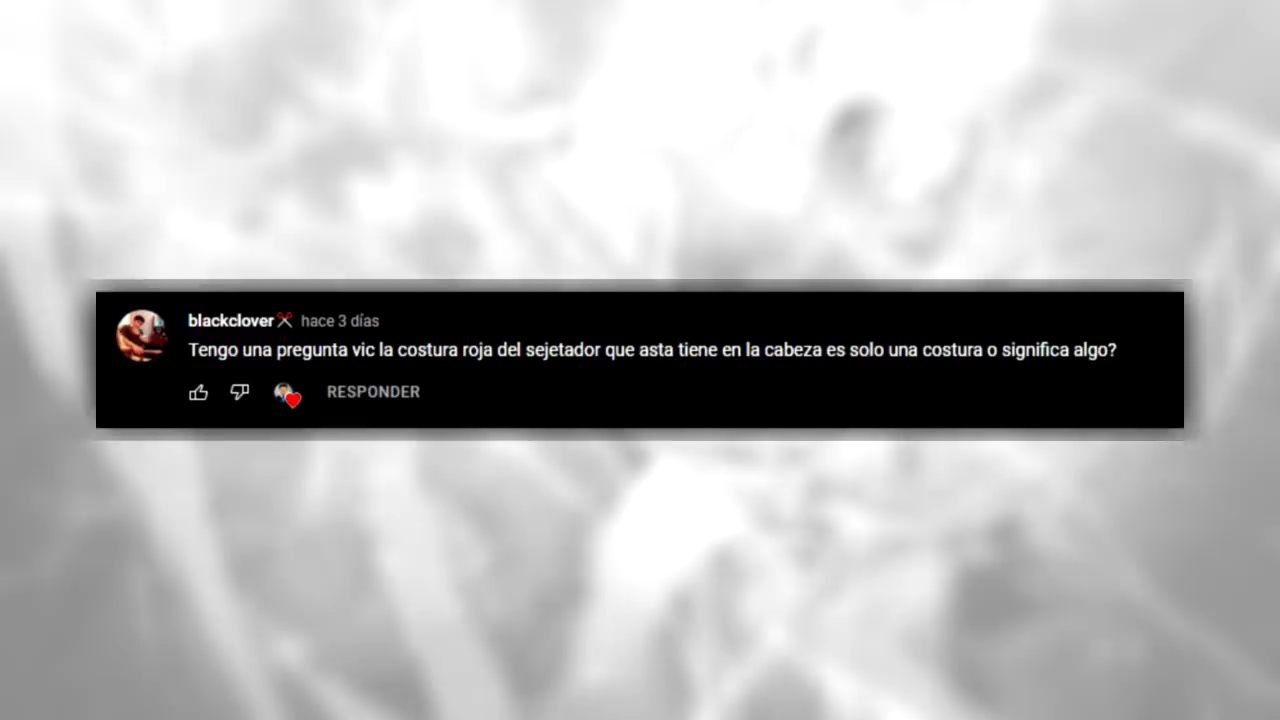 blackclover hace 3 días
Tengo una pregunta vic la costura roja del sejetador que asta tiene en la cabeza es solo una costura o significa algo?
RESPONDER